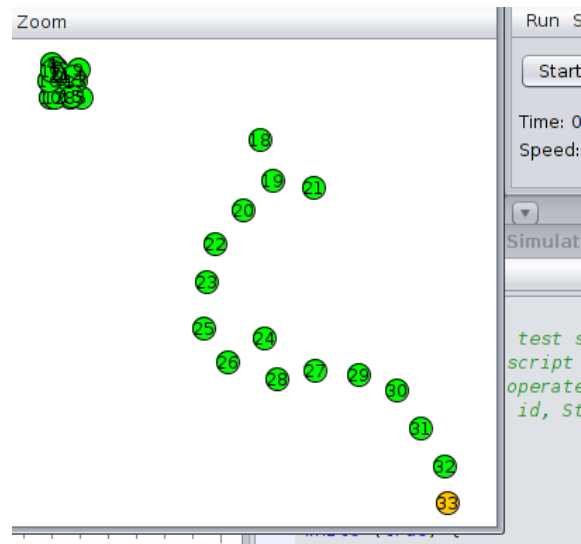 Zoom
Run S
Start
Time: 0
Speed:
18
19
21
20
22
23
25
24
26
28
27
29
30
31
32
33
Simulat
test s
script
operate
id, St